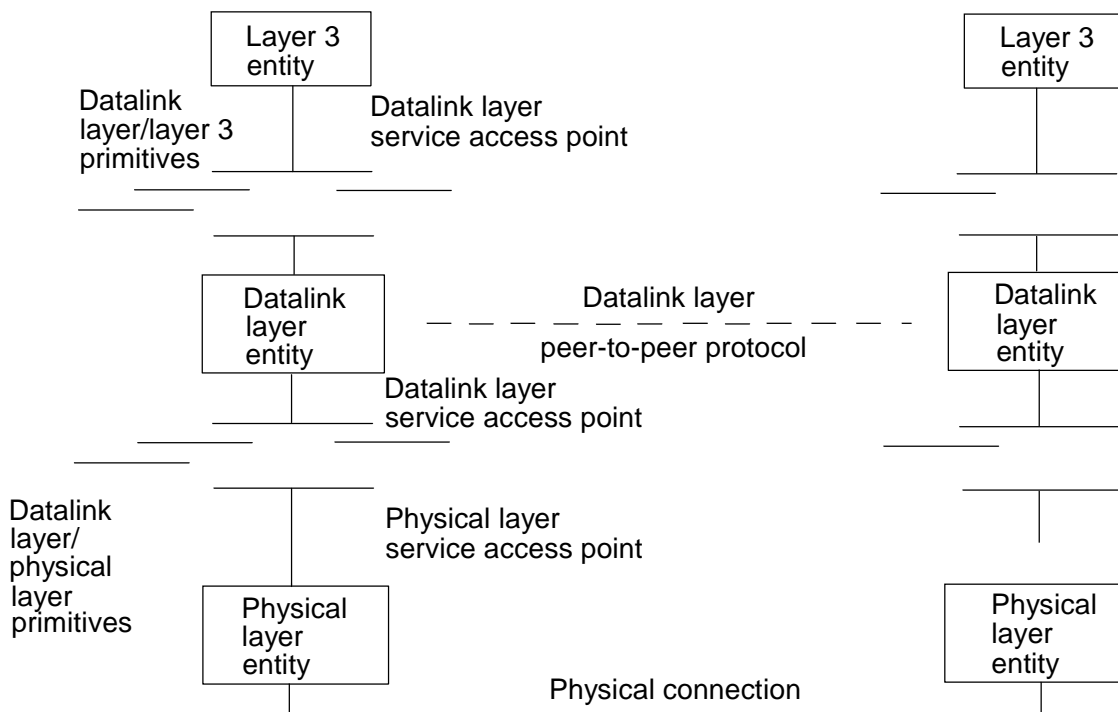 Layer 3
entity
Layer 3
entity
Datalink
layer/layer 3
primitives
Datalink layer
service access point
Datalink
layer
entity
Datalink layer
peer-to-peer protocol
Datalink
layer
entity
Datalink layer
service access point
Datalink
layer/
physical
layer
primitives
Physical layer
service access point
Physical
layer
entity
Physical connection
Physical
layer
entity